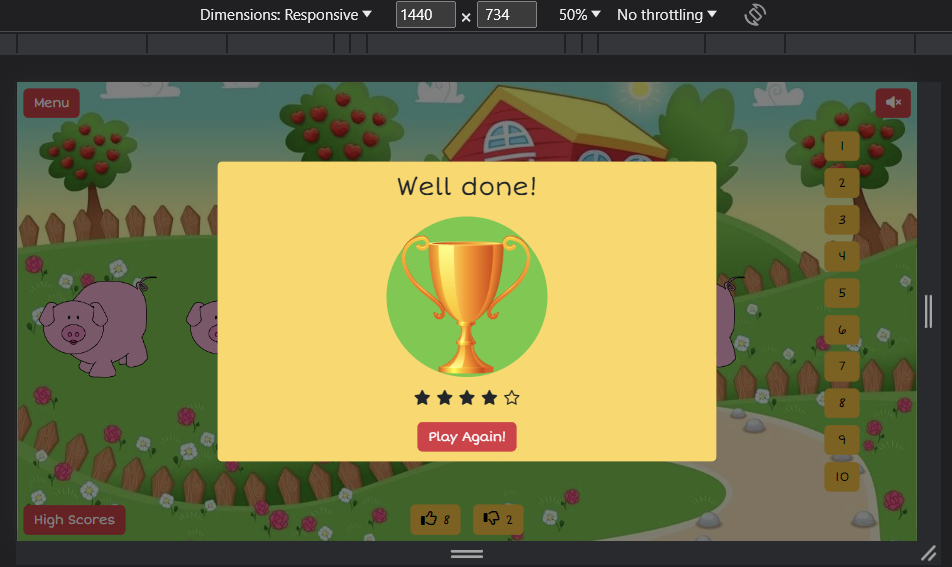 Dimensions: Responsive 1440 × 734 50% No throttling
Menu
Well done!
1
2
3
4
5
6
7
8
9
10
Play Again!
High Scores
8
2